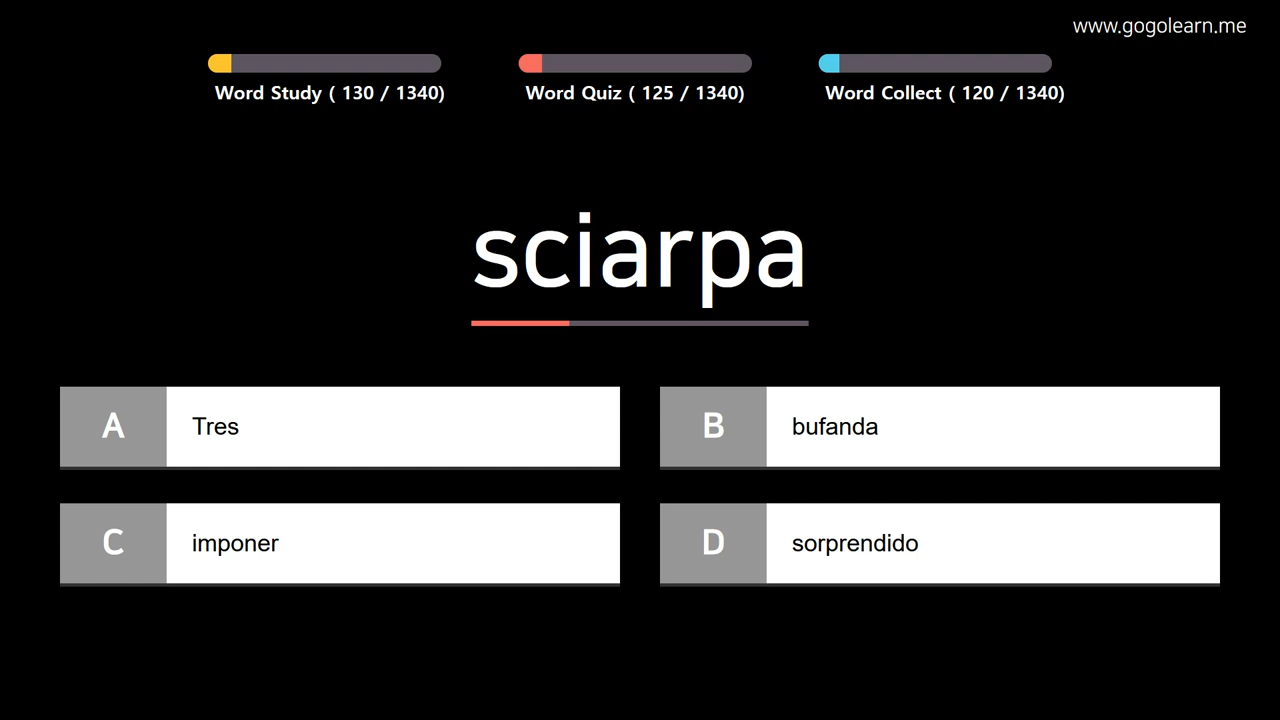 www.gogolearn.me
Word Study ( 130 / 1340)
Word Quiz ( 125 / 1340)
Word Collect ( 120 / 1340)
sciarpa
A Tres
B bufanda
C imponer
D sorprendido